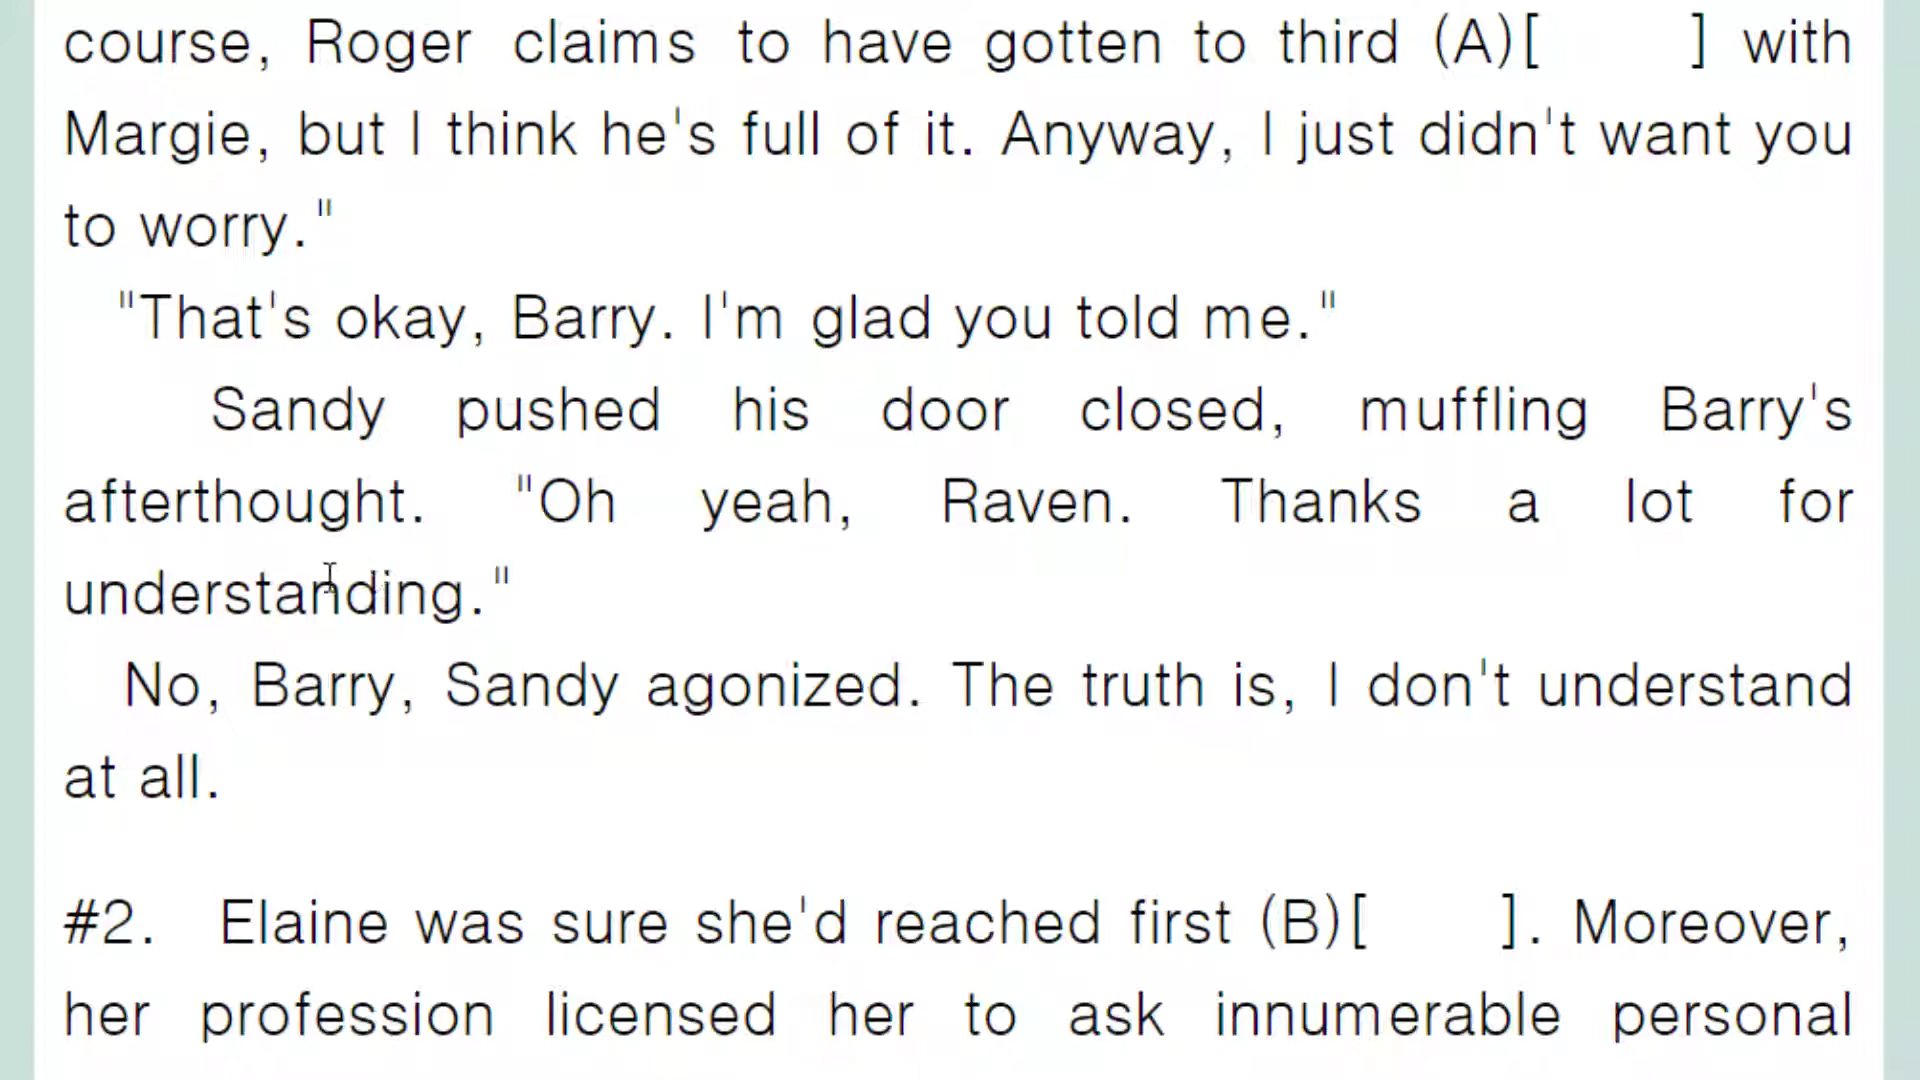 course, Roger claims to have gotten to third (A)[ ] with
Margie, but I think he's full of it. Anyway, I just didn't want you
to worry."
"That's okay, Barry. I'm glad you told me."
Sandy pushed his door closed, muffling Barry's
afterthought. "Oh yeah, Raven. Thanks a lot for
understanding."
No, Barry, Sandy agonized. The truth is, I don't understand
at all.
#2. Elaine was sure she'd reached first (B)[ ]. Moreover,
her profession licensed her to ask innumerable personal